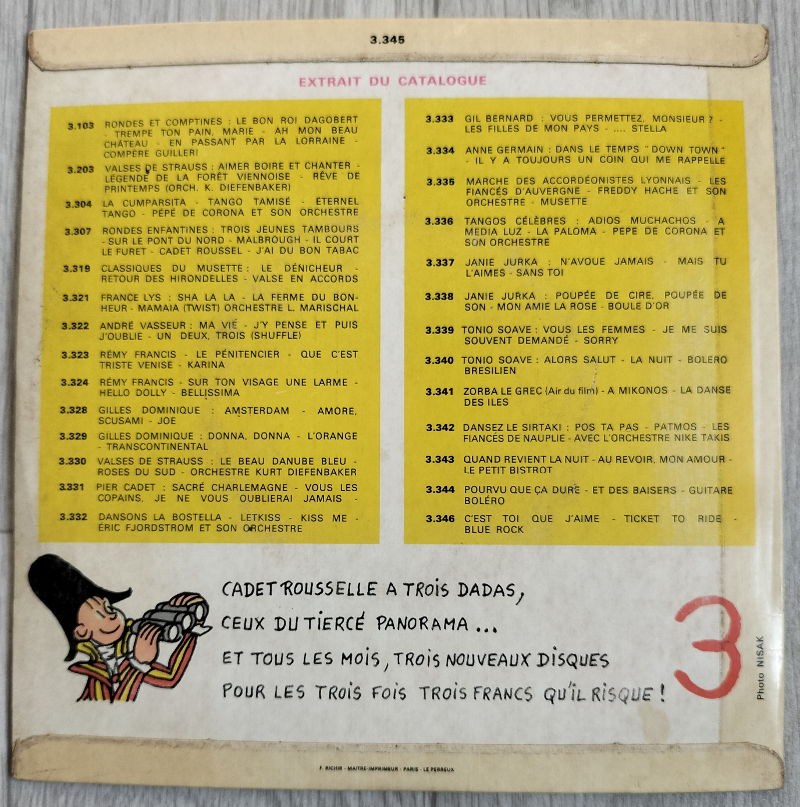 3.345
EXTRAIT DU CATALOGUE
3.103 RONDES ET COMPTINES : LE BON ROI DAGOBERT
- TREMPE TON PAIN, MARIE - AH MON BEAU
CHÂTEAU - EN PASSANT PAR LA LORRAINE -
COMPÈRE GUILLERI
3.203 VALSES DE STRAUSS : AIMER BOIRE ET CHANTER -
LÉGENDE DE LA FORÊT VIENNOISE - RÊVE DE
PRINTEMPS (ORCH. K. DIEFENBAKER)
3.304 LA CUMPARSITA - TANGO TAMISÉ - ÉTERNEL
TANGO - PÉPÉ DE CORONA ET SON ORCHESTRE
3.307 RONDES ENFANTINES : TROIS JEUNES TAMBOURS
- SUR LE PONT DU NORD - MALBROUGH - IL COURT
LE FURET - CADET ROUSSEL - J'AI DU BON TABAC
3.319 CLASSIQUES DU MUSETTE : LE DÉNICHEUR -
RETOUR DES HIRONDELLES - VALSE EN ACCORDS
3.321 FRANCE LYS : SHA LA LA - LA FERME DU BON-
HEUR - MAMAIA (TWIST) ORCHESTRE L. MARISCHAL
3.322 ANDRÉ VASSEUR : MA VIE - J'Y PENSE ET PUIS
J'OUBLIE - UN DEUX, TROIS (SHUFFLE)
3.323 RÉMY FRANCIS - LE PÉNITENCIER - QUE C'EST
TRISTE VENISE - KARINA
3.324 RÉMY FRANCIS - SUR TON VISAGE UNE LARME -
HELLO DOLLY - BELLISSIMA
3.328 GILLES DOMINIQUE : AMSTERDAM - AMORE,
SCUSAMI - JOE
3.329 GILLES DOMINIQUE : DONNA, DONNA - L'ORANGE
- TRANSCONTINENTAL
3.330 VALSES DE STRAUSS : LE BEAU DANUBE BLEU -
ROSES DU SUD - ORCHESTRE KURT DIEFENBAKER
3.331 PIER CADET : SACRÉ CHARLEMAGNE - VOUS LES
COPAINS, JE NE VOUS OUBLIERAI JAMAIS -
3.332 DANSONS LA BOSTELLA - LETKISS - KISS ME -
ÉRIC FJORDSTROM ET SON ORCHESTRE
3.333 GIL BERNARD : VOUS PERMETTEZ, MONSIEUR ? -
LES FILLES DE MON PAYS - .... STELLA
3.334 ANNE GERMAIN : DANS LE TEMPS "DOWN TOWN"
- IL Y A TOUJOURS UN COIN QUI ME RAPPELLE
3.335 MARCHE DES ACCORDÉONISTES LYONNAIS - LES
FIANCÉS D'AUVERGNE - FREDDY HACHE ET SON
ORCHESTRE - MUSETTE
3.336 TANGOS CÉLÈBRES : ADIOS MUCHACHOS - A
MEDIA LUZ - LA PALOMA - PEPE DE CORONA ET
SON ORCHESTRE
3.337 JANIE JURKA : N'AVOUE JAMAIS - MAIS TU
L'AIMES - SANS TOI
3.338 JANIE JURKA : POUPÉE DE CIRE, POUPÉE DE
SON - MON AMIE LA ROSE - BOULE D'OR
3.339 TONIO SOAVE : VOUS LES FEMMES - JE ME SUIS
SOUVENT DEMANDÉ - SORRY
3.340 TONIO SOAVE : ALORS SALUT - LA NUIT - BOLERO
BRESILIEN
3.341 ZORBA LE GREC (Air du film) - A MIKONOS - LA DANSE
DES ILES
3.342 DANSEZ LE SIRTAKI : POS TA PAS - PATMOS - LES
FIANCÉS DE NAUPLIE - AVEC L'ORCHESTRE NIKE TAKIS
3.343 QUAND REVIENT LA NUIT - AU REVOIR, MON AMOUR -
LE PETIT BISTROT
3.344 POURVU QUE ÇA DURE - ET DES BAISERS - GUITARE
BOLÉRO
3.346 C'EST TOI QUE J'AIME - TICKET TO RIDE -
BLUE ROCK
CADET ROUSSELLE A TROIS DADAS,
CEUX DU TIERCÉ PANORAMA ...
ET TOUS LES MOIS, TROIS NOUVEAUX DISQUES
POUR LES TROIS FOIS TROIS FRANCS QU'IL RISQUE !
3
Photo NISAK
F. RICHIR - MAITRE-IMPRIMEUR - PARIS - LE PERREUX